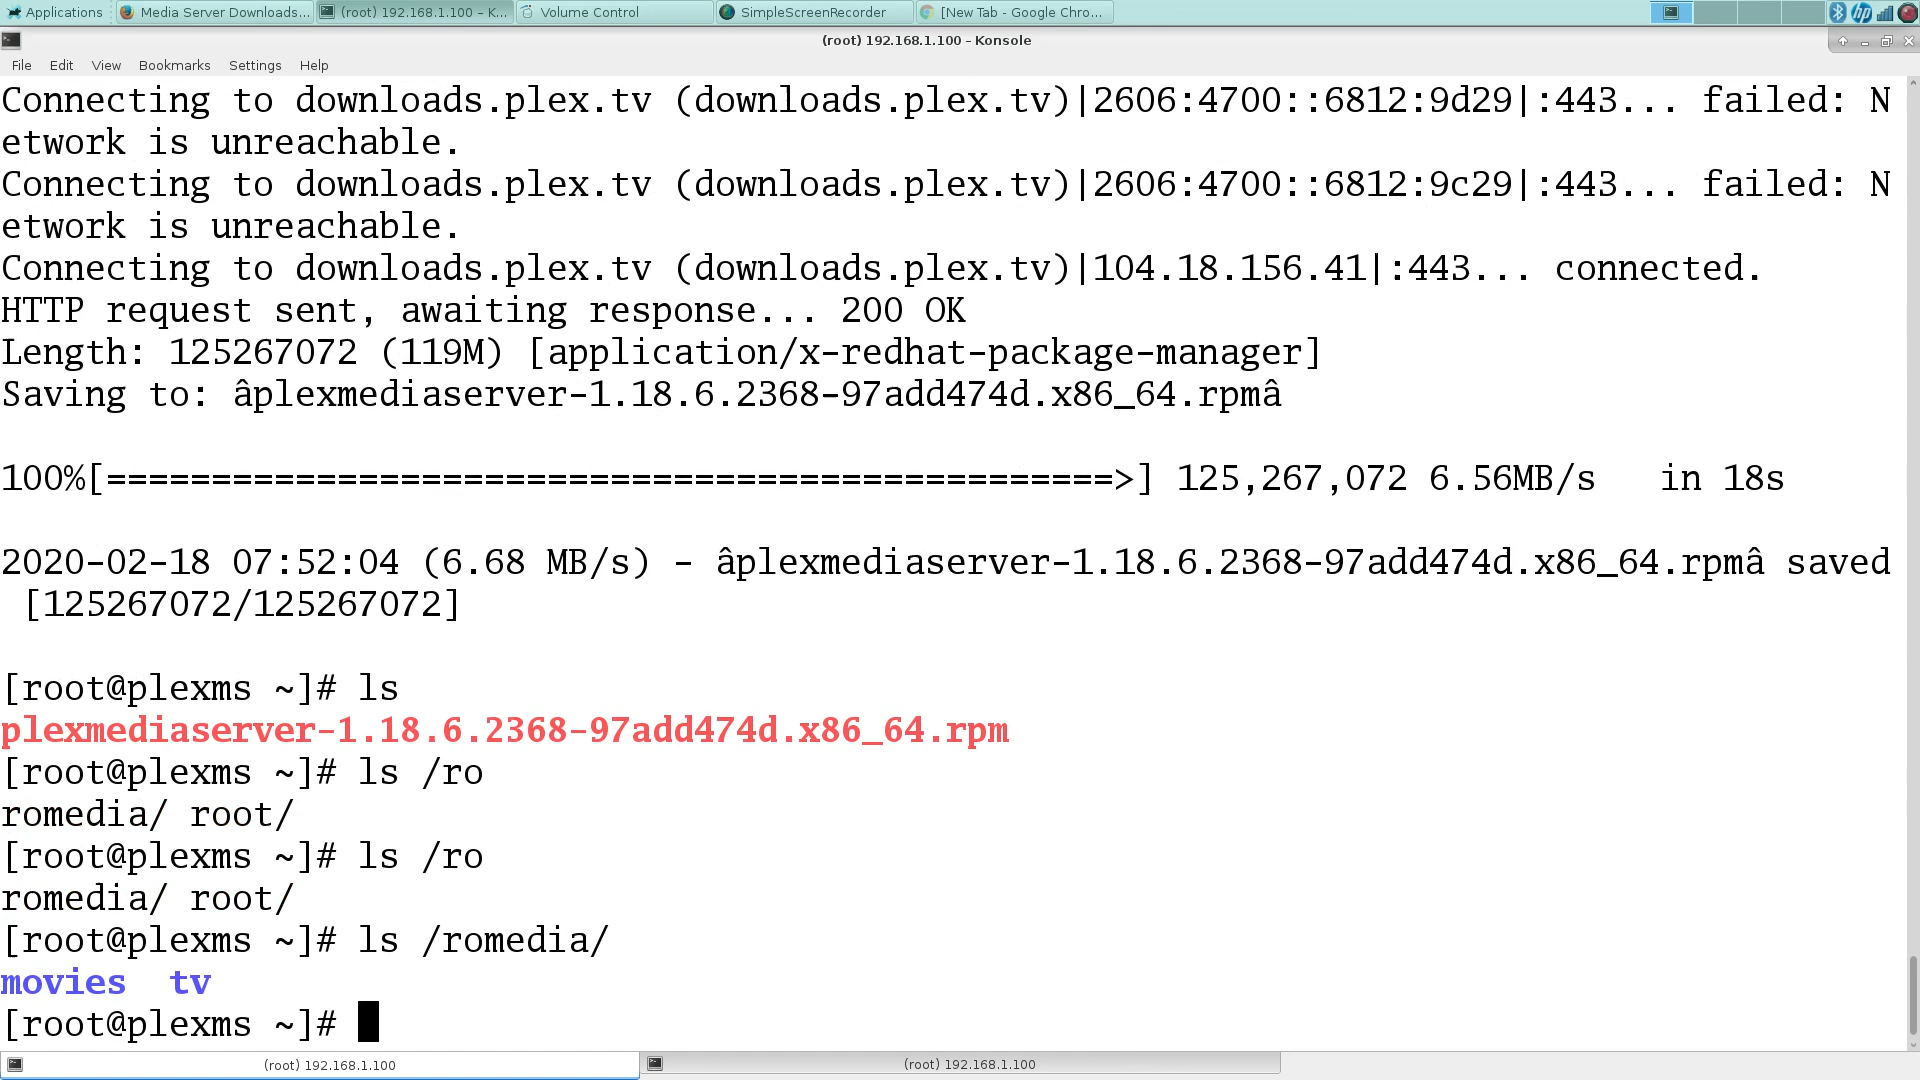 Applications
Media Server Downloads...
(root) 192.168.1.100 – K...
Volume Control
SimpleScreenRecorder
[New Tab - Google Chro...
(root) 192.168.1.100 – Konsole
File Edit View Bookmarks Settings Help
Connecting to downloads.plex.tv (downloads.plex.tv)|2606:4700::6812:9d29|:443... failed: N
etwork is unreachable.
Connecting to downloads.plex.tv (downloads.plex.tv)|2606:4700::6812:9c29|:443... failed: N
etwork is unreachable.
Connecting to downloads.plex.tv (downloads.plex.tv)|104.18.156.41|:443... connected.
HTTP request sent, awaiting response... 200 OK
Length: 125267072 (119M) [application/x-redhat-package-manager]
Saving to: âplexmediaserver-1.18.6.2368-97add474d.x86_64.rpmâ
100%[================================================>] 125,267,072 6.56MB/s   in 18s
2020-02-18 07:52:04 (6.68 MB/s) - âplexmediaserver-1.18.6.2368-97add474d.x86_64.rpmâ saved
[125267072/125267072]
[root@plexms ~]# ls
plexmediaserver-1.18.6.2368-97add474d.x86_64.rpm
[root@plexms ~]# ls /ro
romedia/ root/
[root@plexms ~]# ls /ro
romedia/ root/
[root@plexms ~]# ls /romedia/
movies  tv
[root@plexms ~]#
(root) 192.168.1.100
(root) 192.168.1.100